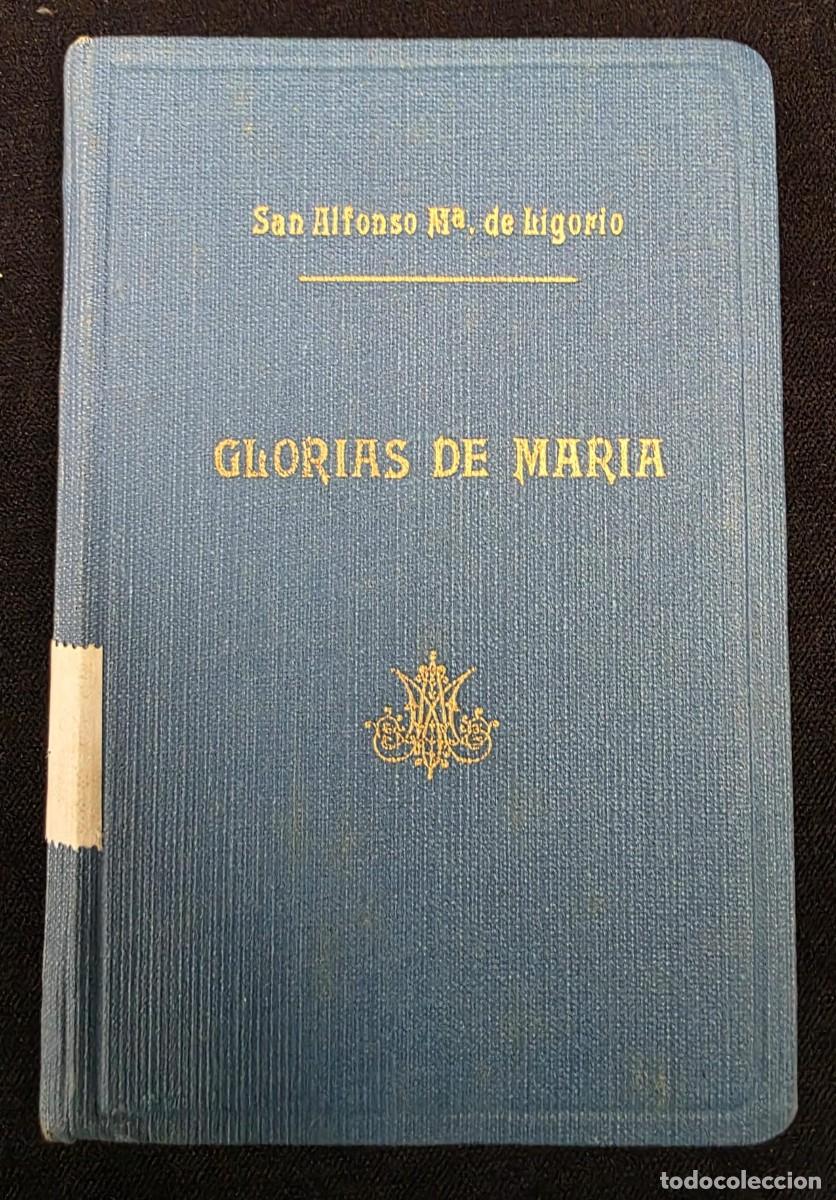 San Alfonso Mª. de Ligorio
GLORIAS DE MARIA
todocoleccion